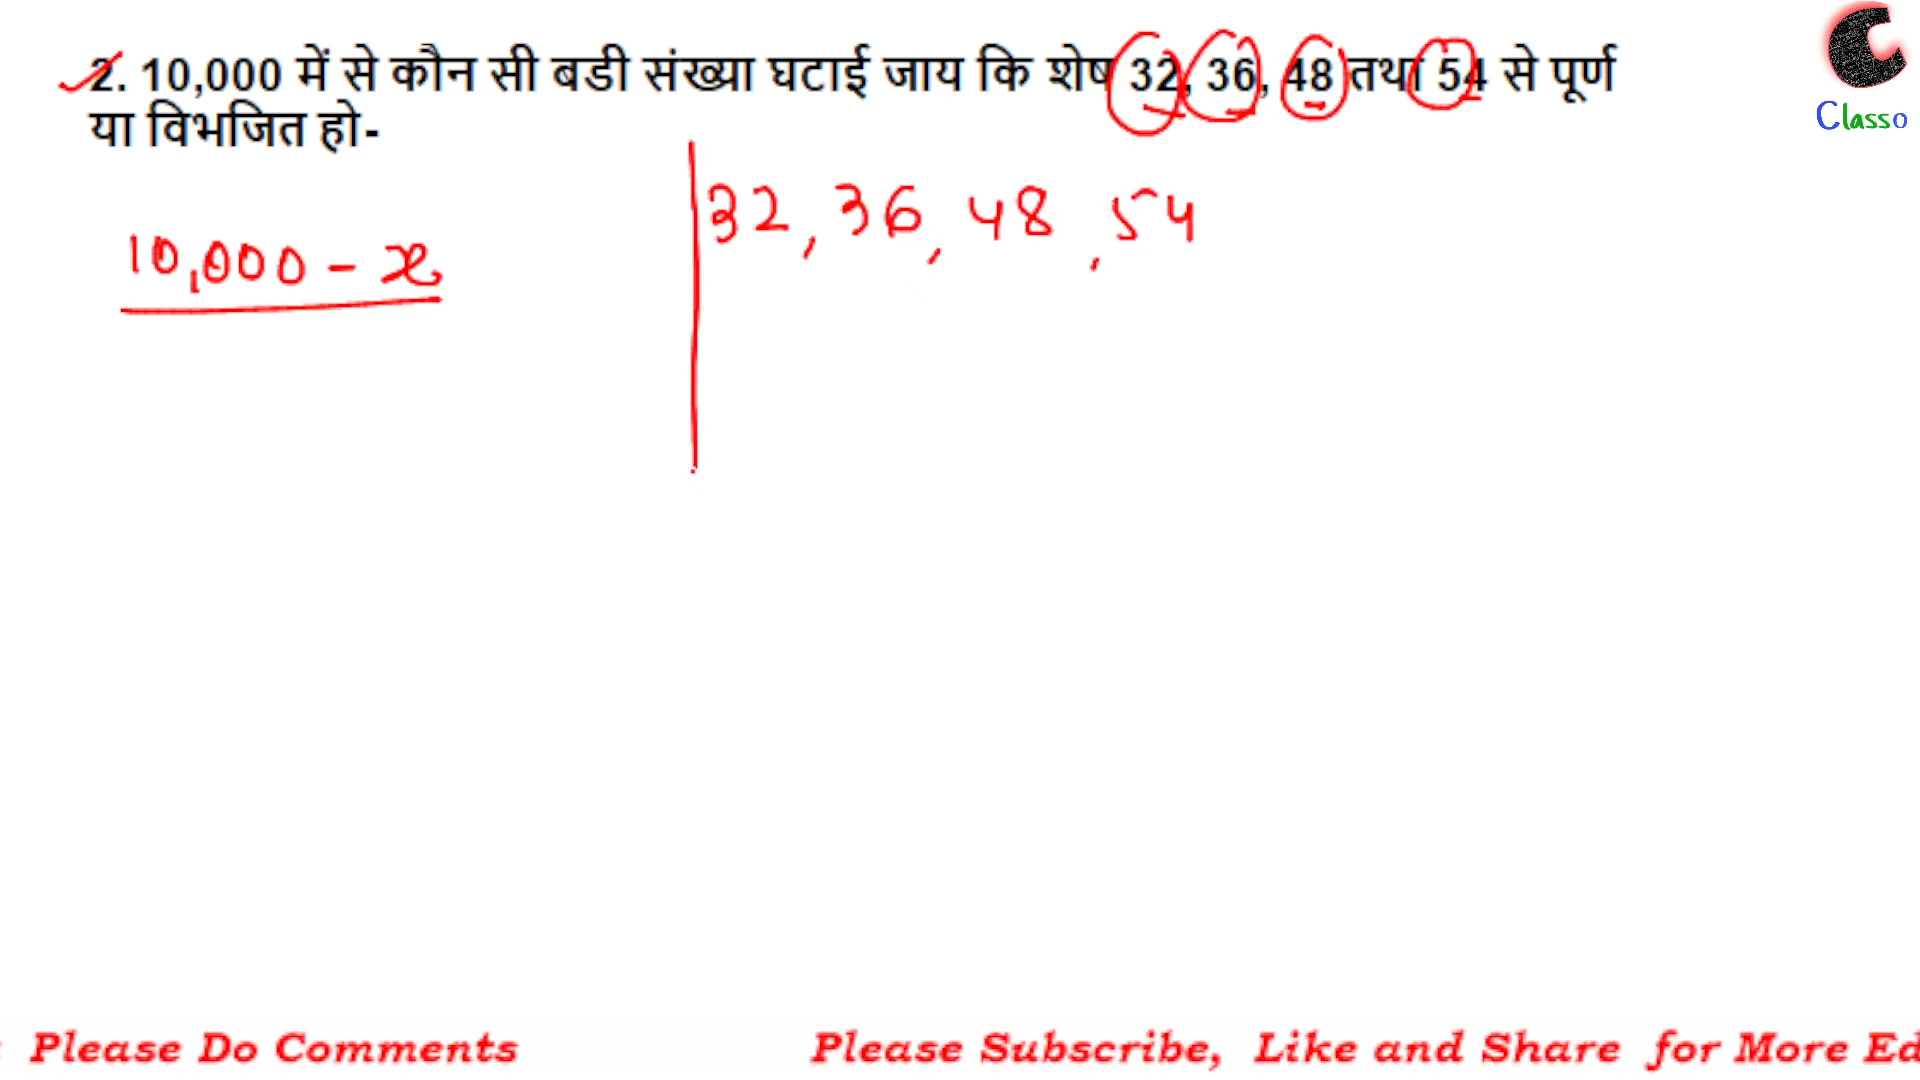 2. 10,000 में से कौन सी बडी संख्या घटाई जाय कि शेष 32, 36, 48 तथा 54 से पूर्ण
या विभजित हो-
Classo
32, 36, 48, 54
10,000 - x
Please Do Comments Please Subscribe, Like and Share for More Ed